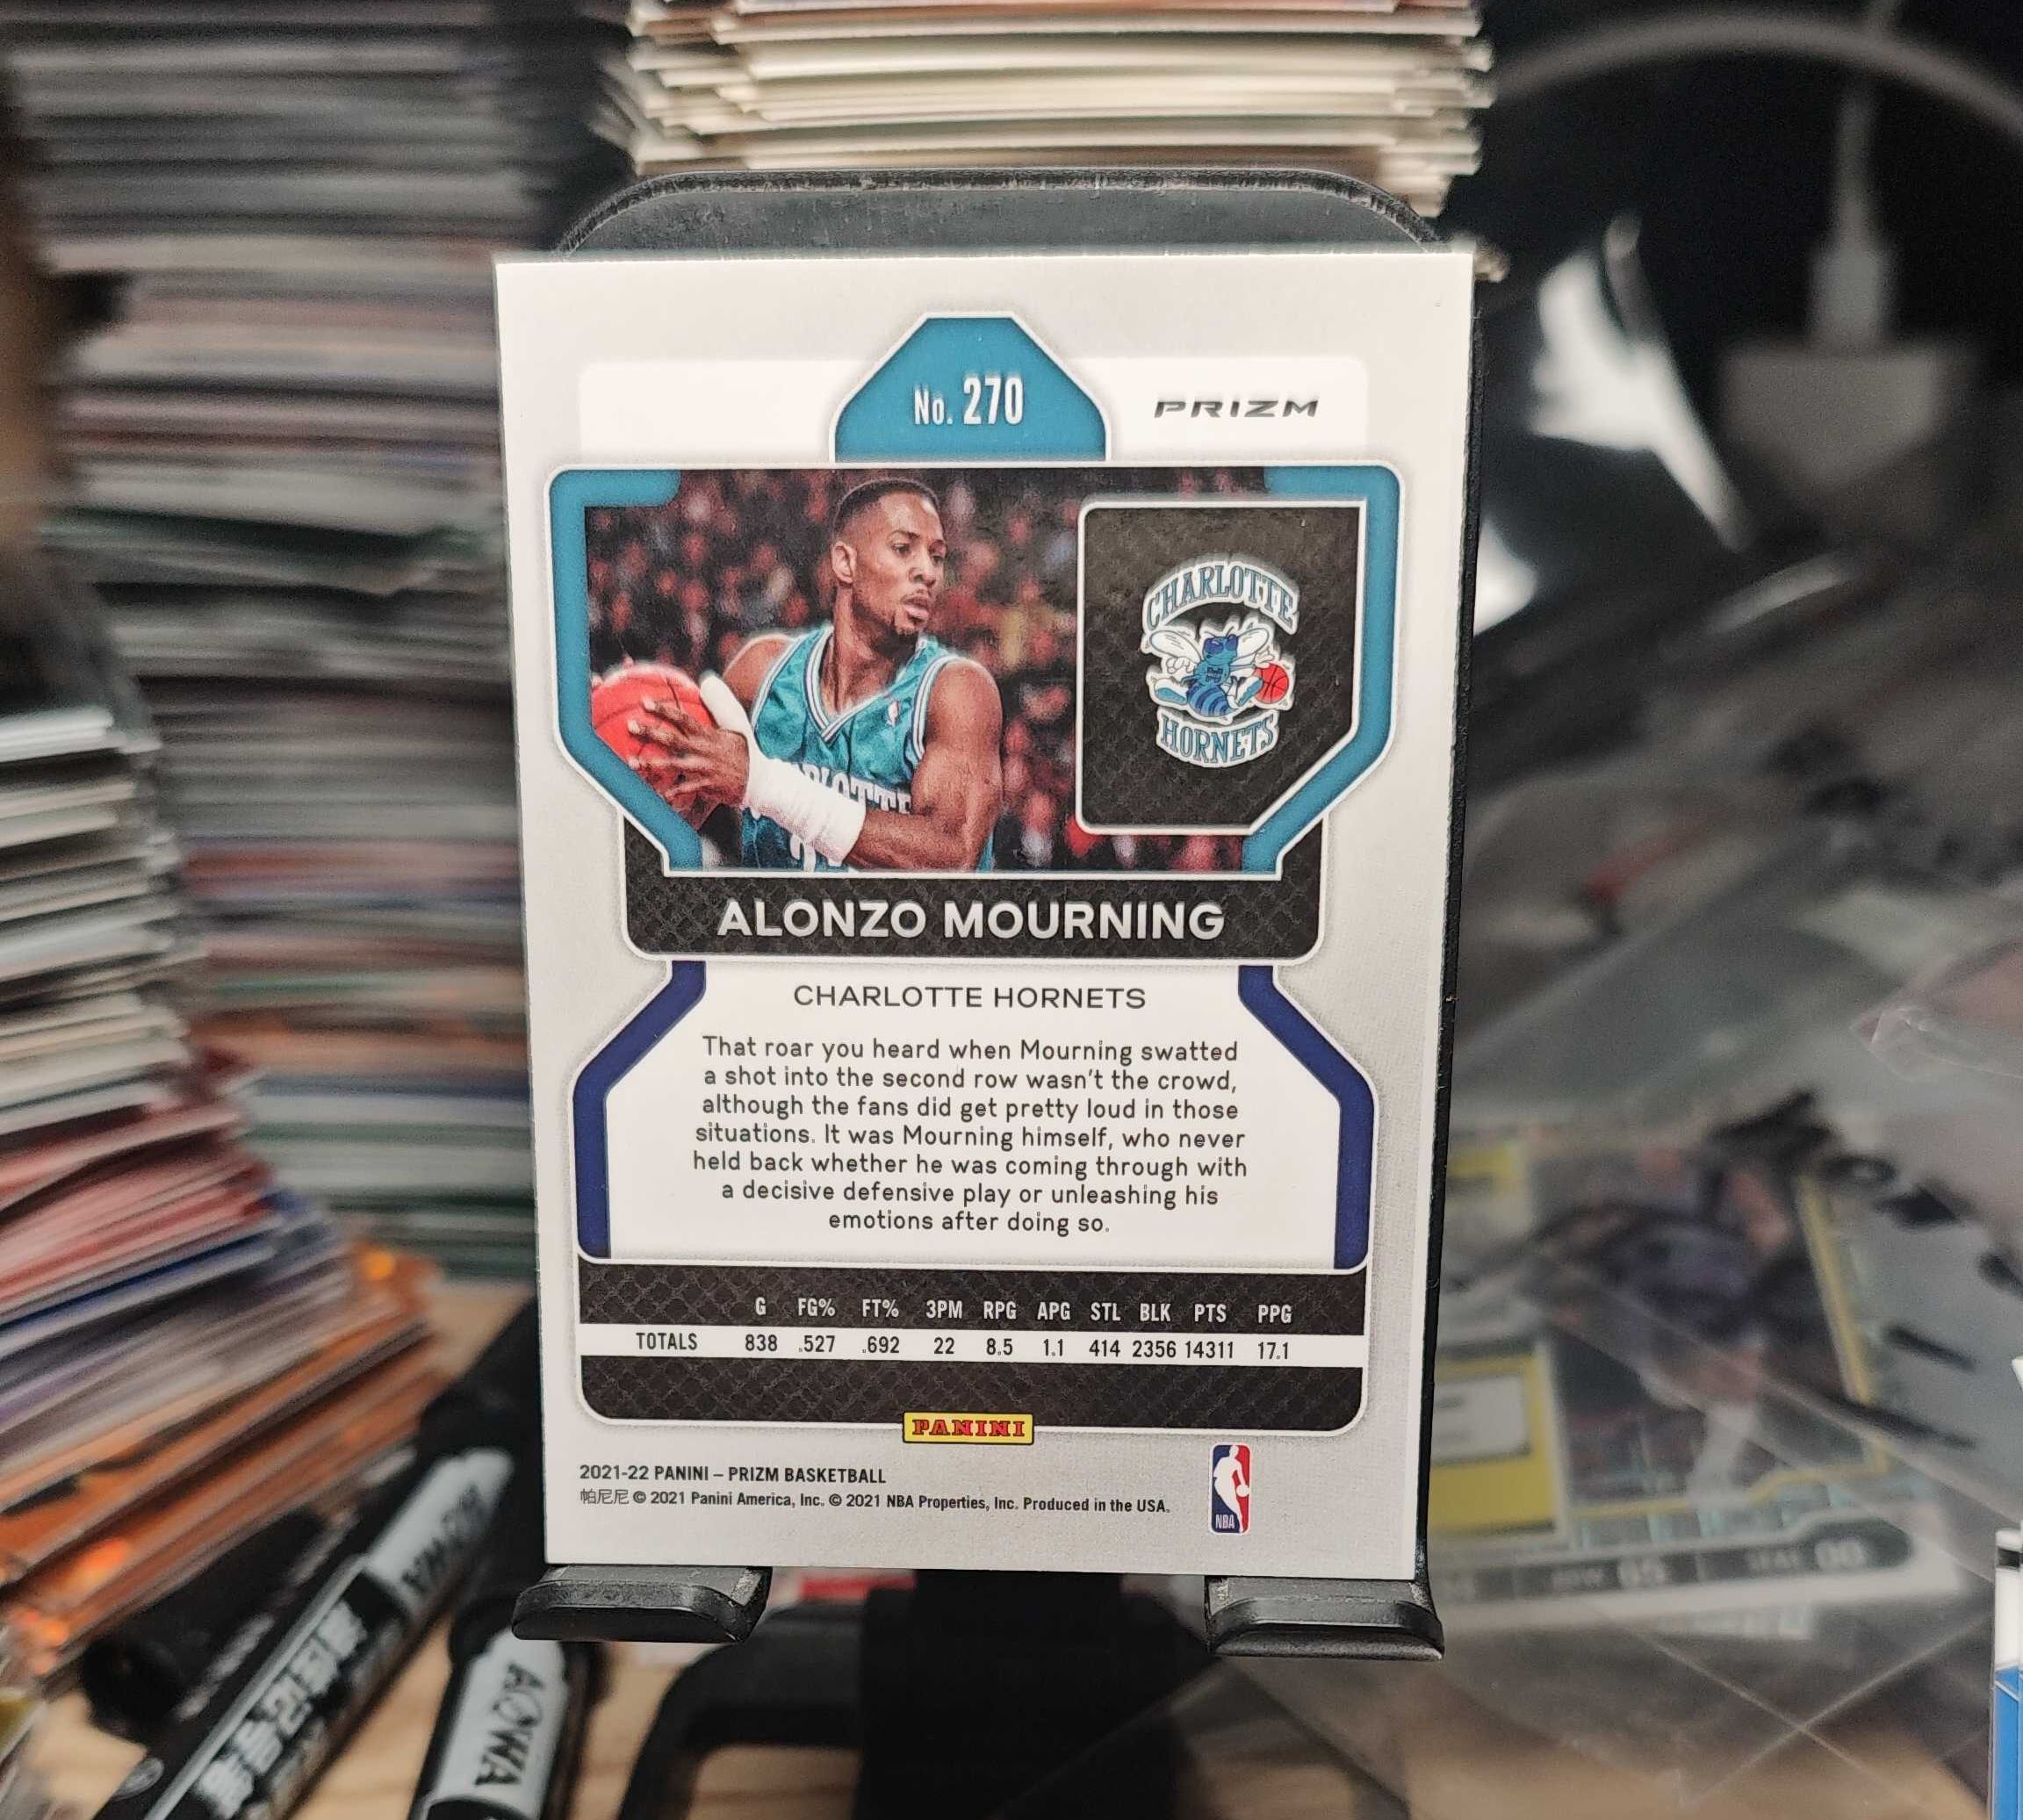 No. 270
PRIZM
CHARLOTTE
HORNETS
ALONZO MOURNING
CHARLOTTE HORNETS
That roar you heard when Mourning swatted
a shot into the second row wasn't the crowd,
although the fans did get pretty loud in those
situations. It was Mourning himself, who never
held back whether he was coming through with
a decisive defensive play or unleashing his
emotions after doing so.
G FG% FT% 3PM RPG APG STL BLK PTS PPG
TOTALS 838 .527 .692 22 8.5 1.1 414 2356 14311 17.1
PANINI
2021-22 PANINI – PRIZM BASKETBALL
帕尼尼 © 2021 Panini America, Inc. © 2021 NBA Properties, Inc. Produced in the USA.
NBA